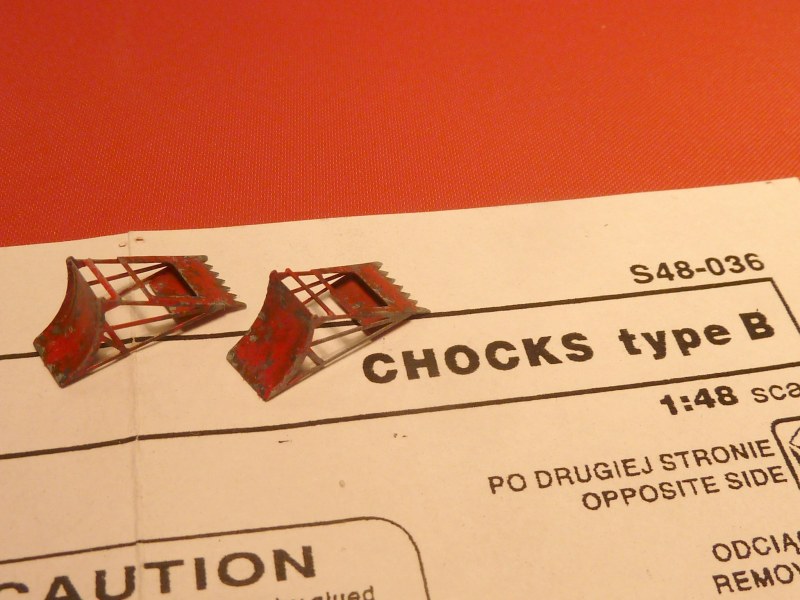 S48-036
CHOCKS type B
1:48
PO DRUGIEJ STRONIE
OPPOSITE SIDE
CAUTION